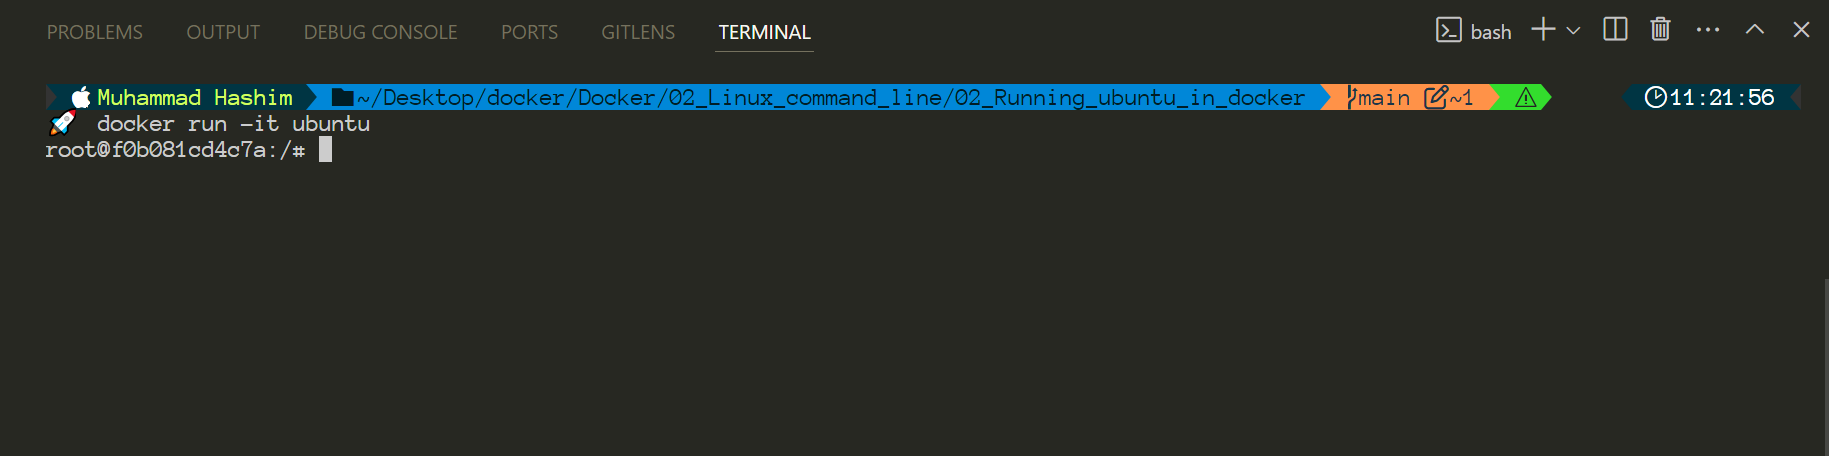 PROBLEMS OUTPUT DEBUG CONSOLE PORTS GITLENS TERMINAL bash
Muhammad Hashim ~/Desktop/docker/Docker/02_Linux_command_line/02_Running_ubuntu_in_docker main ~1 11:21:56
docker run -it ubuntu
root@f0b081cd4c7a:/#